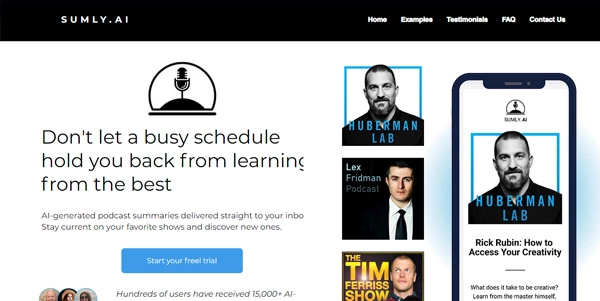 SUMLY.AI
Home Examples Testimonials FAQ Contact Us
Don't let a busy schedule
hold you back from learning
from the best
AI-generated podcast summaries delivered straight to your inbo
Stay current on your favorite shows and discover new ones.
Start your freel trial
Hundreds of users have received 15,000+ AI-
HUBERMAN
LAB
Lex
Fridman
Podcast
THE
TIM
FERRISS
SHOW
SUMLY.AI
HUBERMAN
LAB
Rick Rubin: How to
Access Your Creativity
What does it take to be creative?
Learn from the master himself,